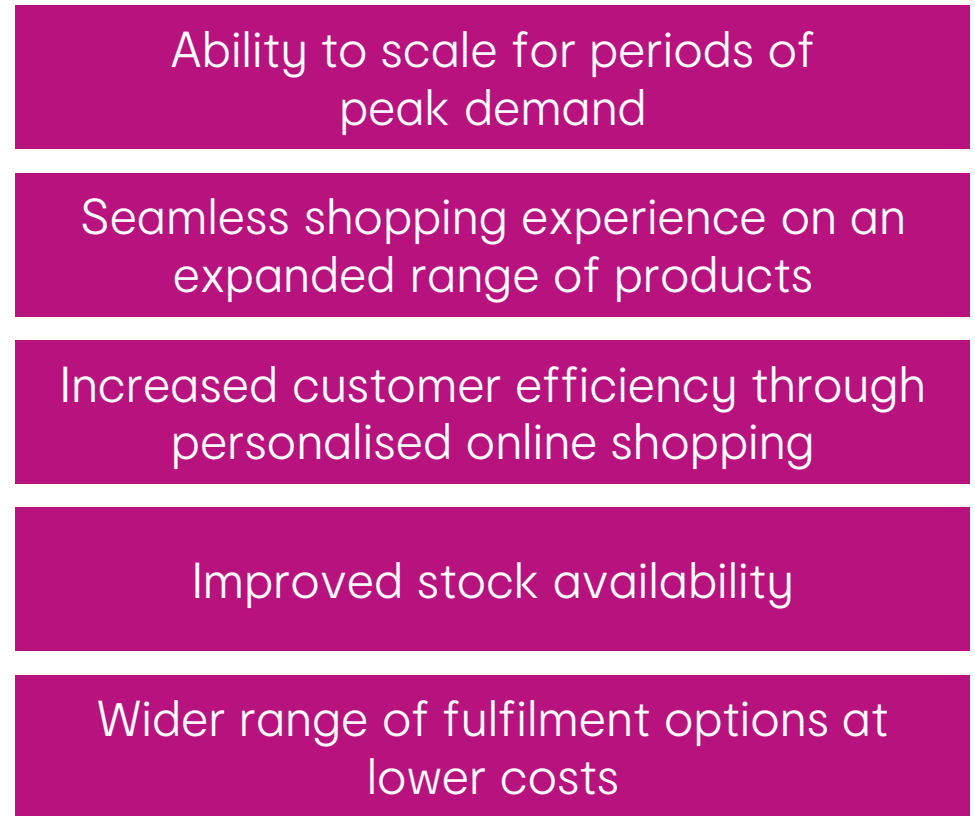 Ability to scale for periods of
peak demand
Seamless shopping experience on an
expanded range of products
Increased customer efficiency through
personalised online shopping
Improved stock availability
Wider range of fulfilment options at
lower costs